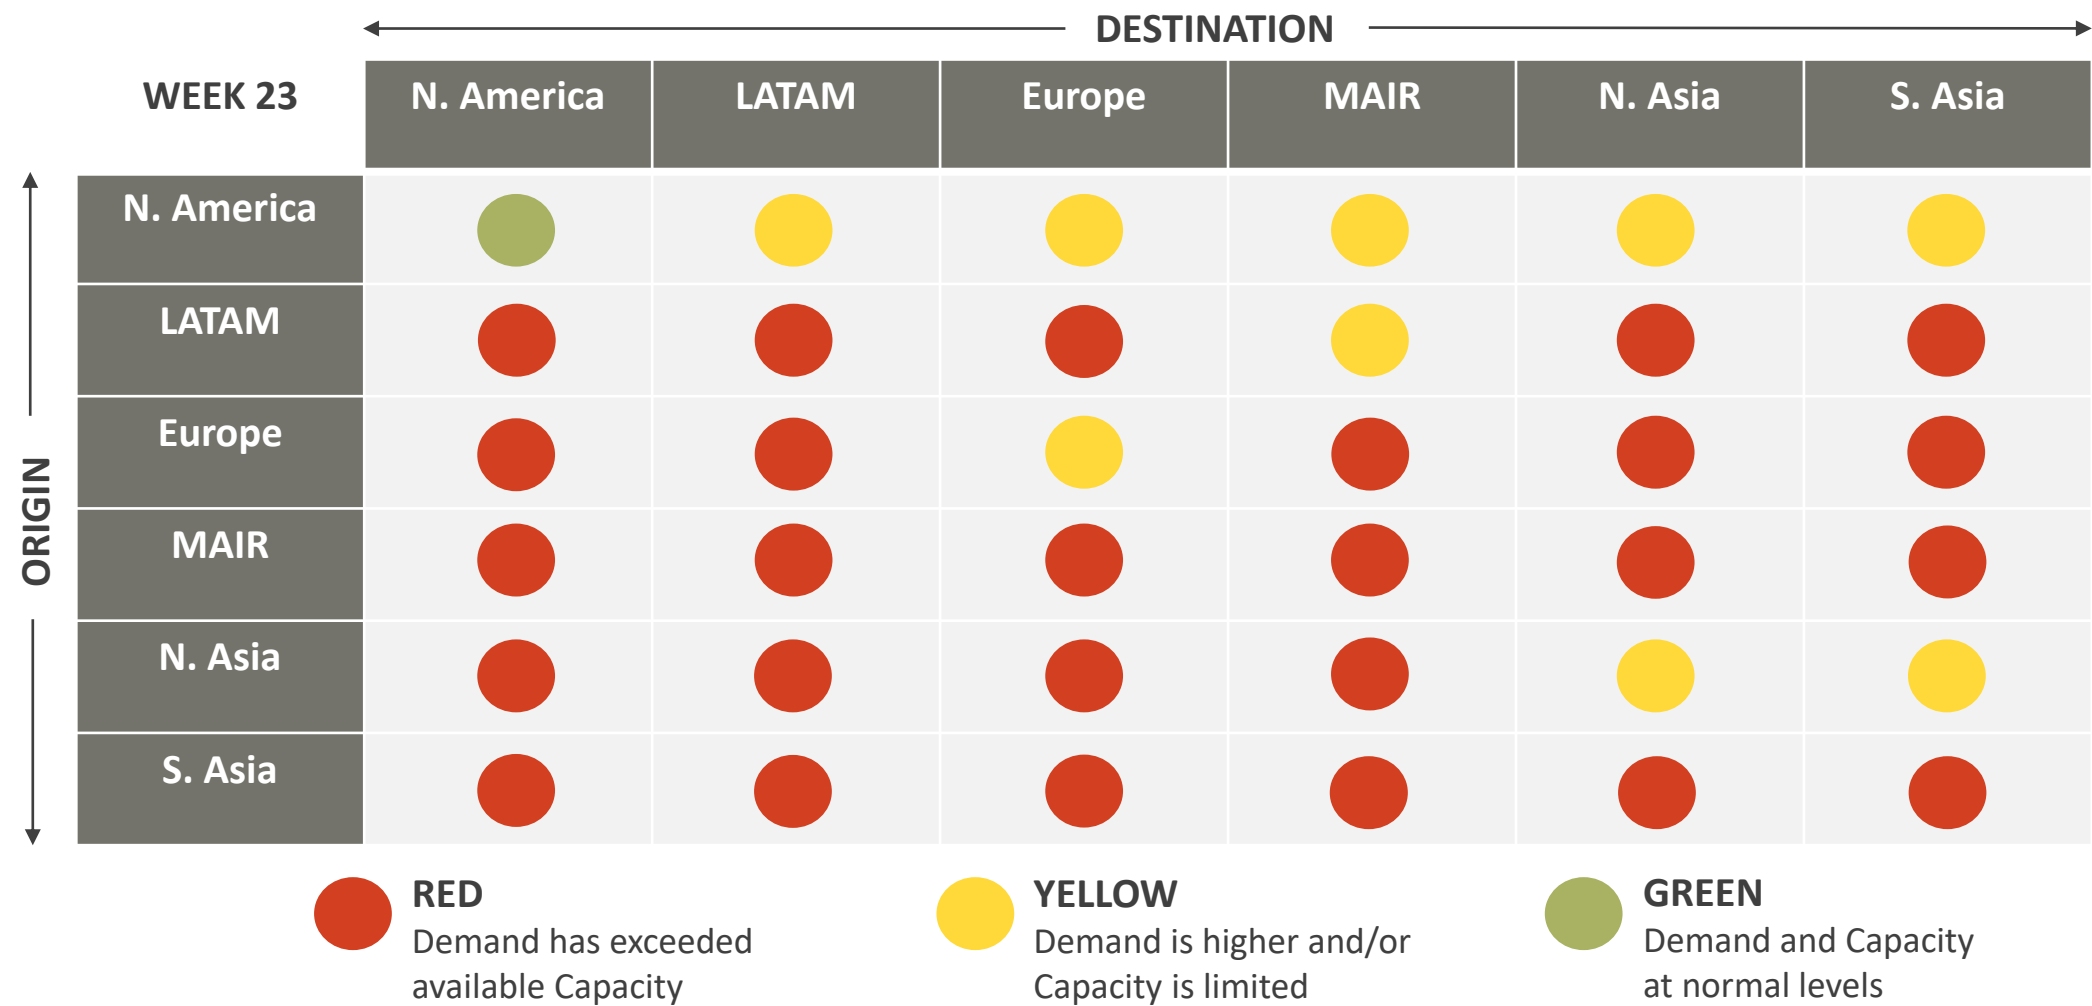 DESTINATION
WEEK 23
N. America
LATAM
Europe
MAIR
N. Asia
S. Asia
ORIGIN
N. America
LATAM
Europe
MAIR
N. Asia
S. Asia
RED
Demand has exceeded
available Capacity
YELLOW
Demand is higher and/or
Capacity is limited
GREEN
Demand and Capacity
at normal levels